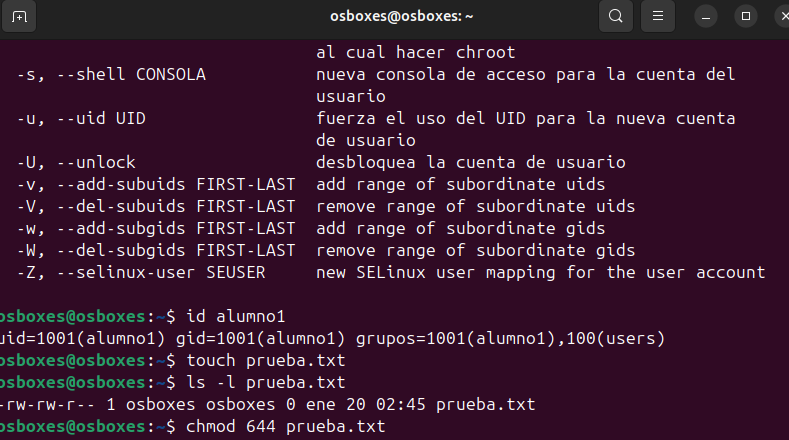 osboxes@osboxes: ~
al cual hacer chroot
-s, --shell CONSOLA nueva consola de acceso para la cuenta del
usuario
-u, --uid UID fuerza el uso del UID para la nueva cuenta
de usuario
-U, --unlock desbloquea la cuenta de usuario
-v, --add-subuids FIRST-LAST add range of subordinate uids
-V, --del-subuids FIRST-LAST remove range of subordinate uids
-w, --add-subgids FIRST-LAST add range of subordinate gids
-W, --del-subgids FIRST-LAST remove range of subordinate gids
-Z, --selinux-user SEUSER new SELinux user mapping for the user account
osboxes@osboxes:~$ id alumno1
uid=1001(alumno1) gid=1001(alumno1) grupos=1001(alumno1),100(users)
osboxes@osboxes:~$ touch prueba.txt
osboxes@osboxes:~$ ls -l prueba.txt
-rw-rw-r-- 1 osboxes osboxes 0 ene 20 02:45 prueba.txt
osboxes@osboxes:~$ chmod 644 prueba.txt